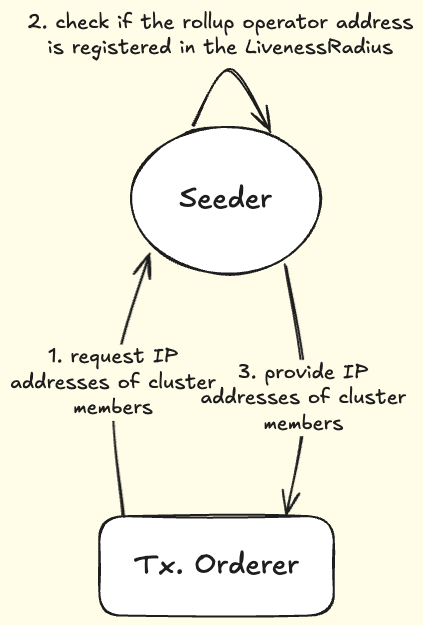 2. check if the rollup operator address
is registered in the LivenessRadius
Seeder
1. request IP
addresses of cluster
members
3. provide IP
addresses of cluster
members
Tx. Orderer